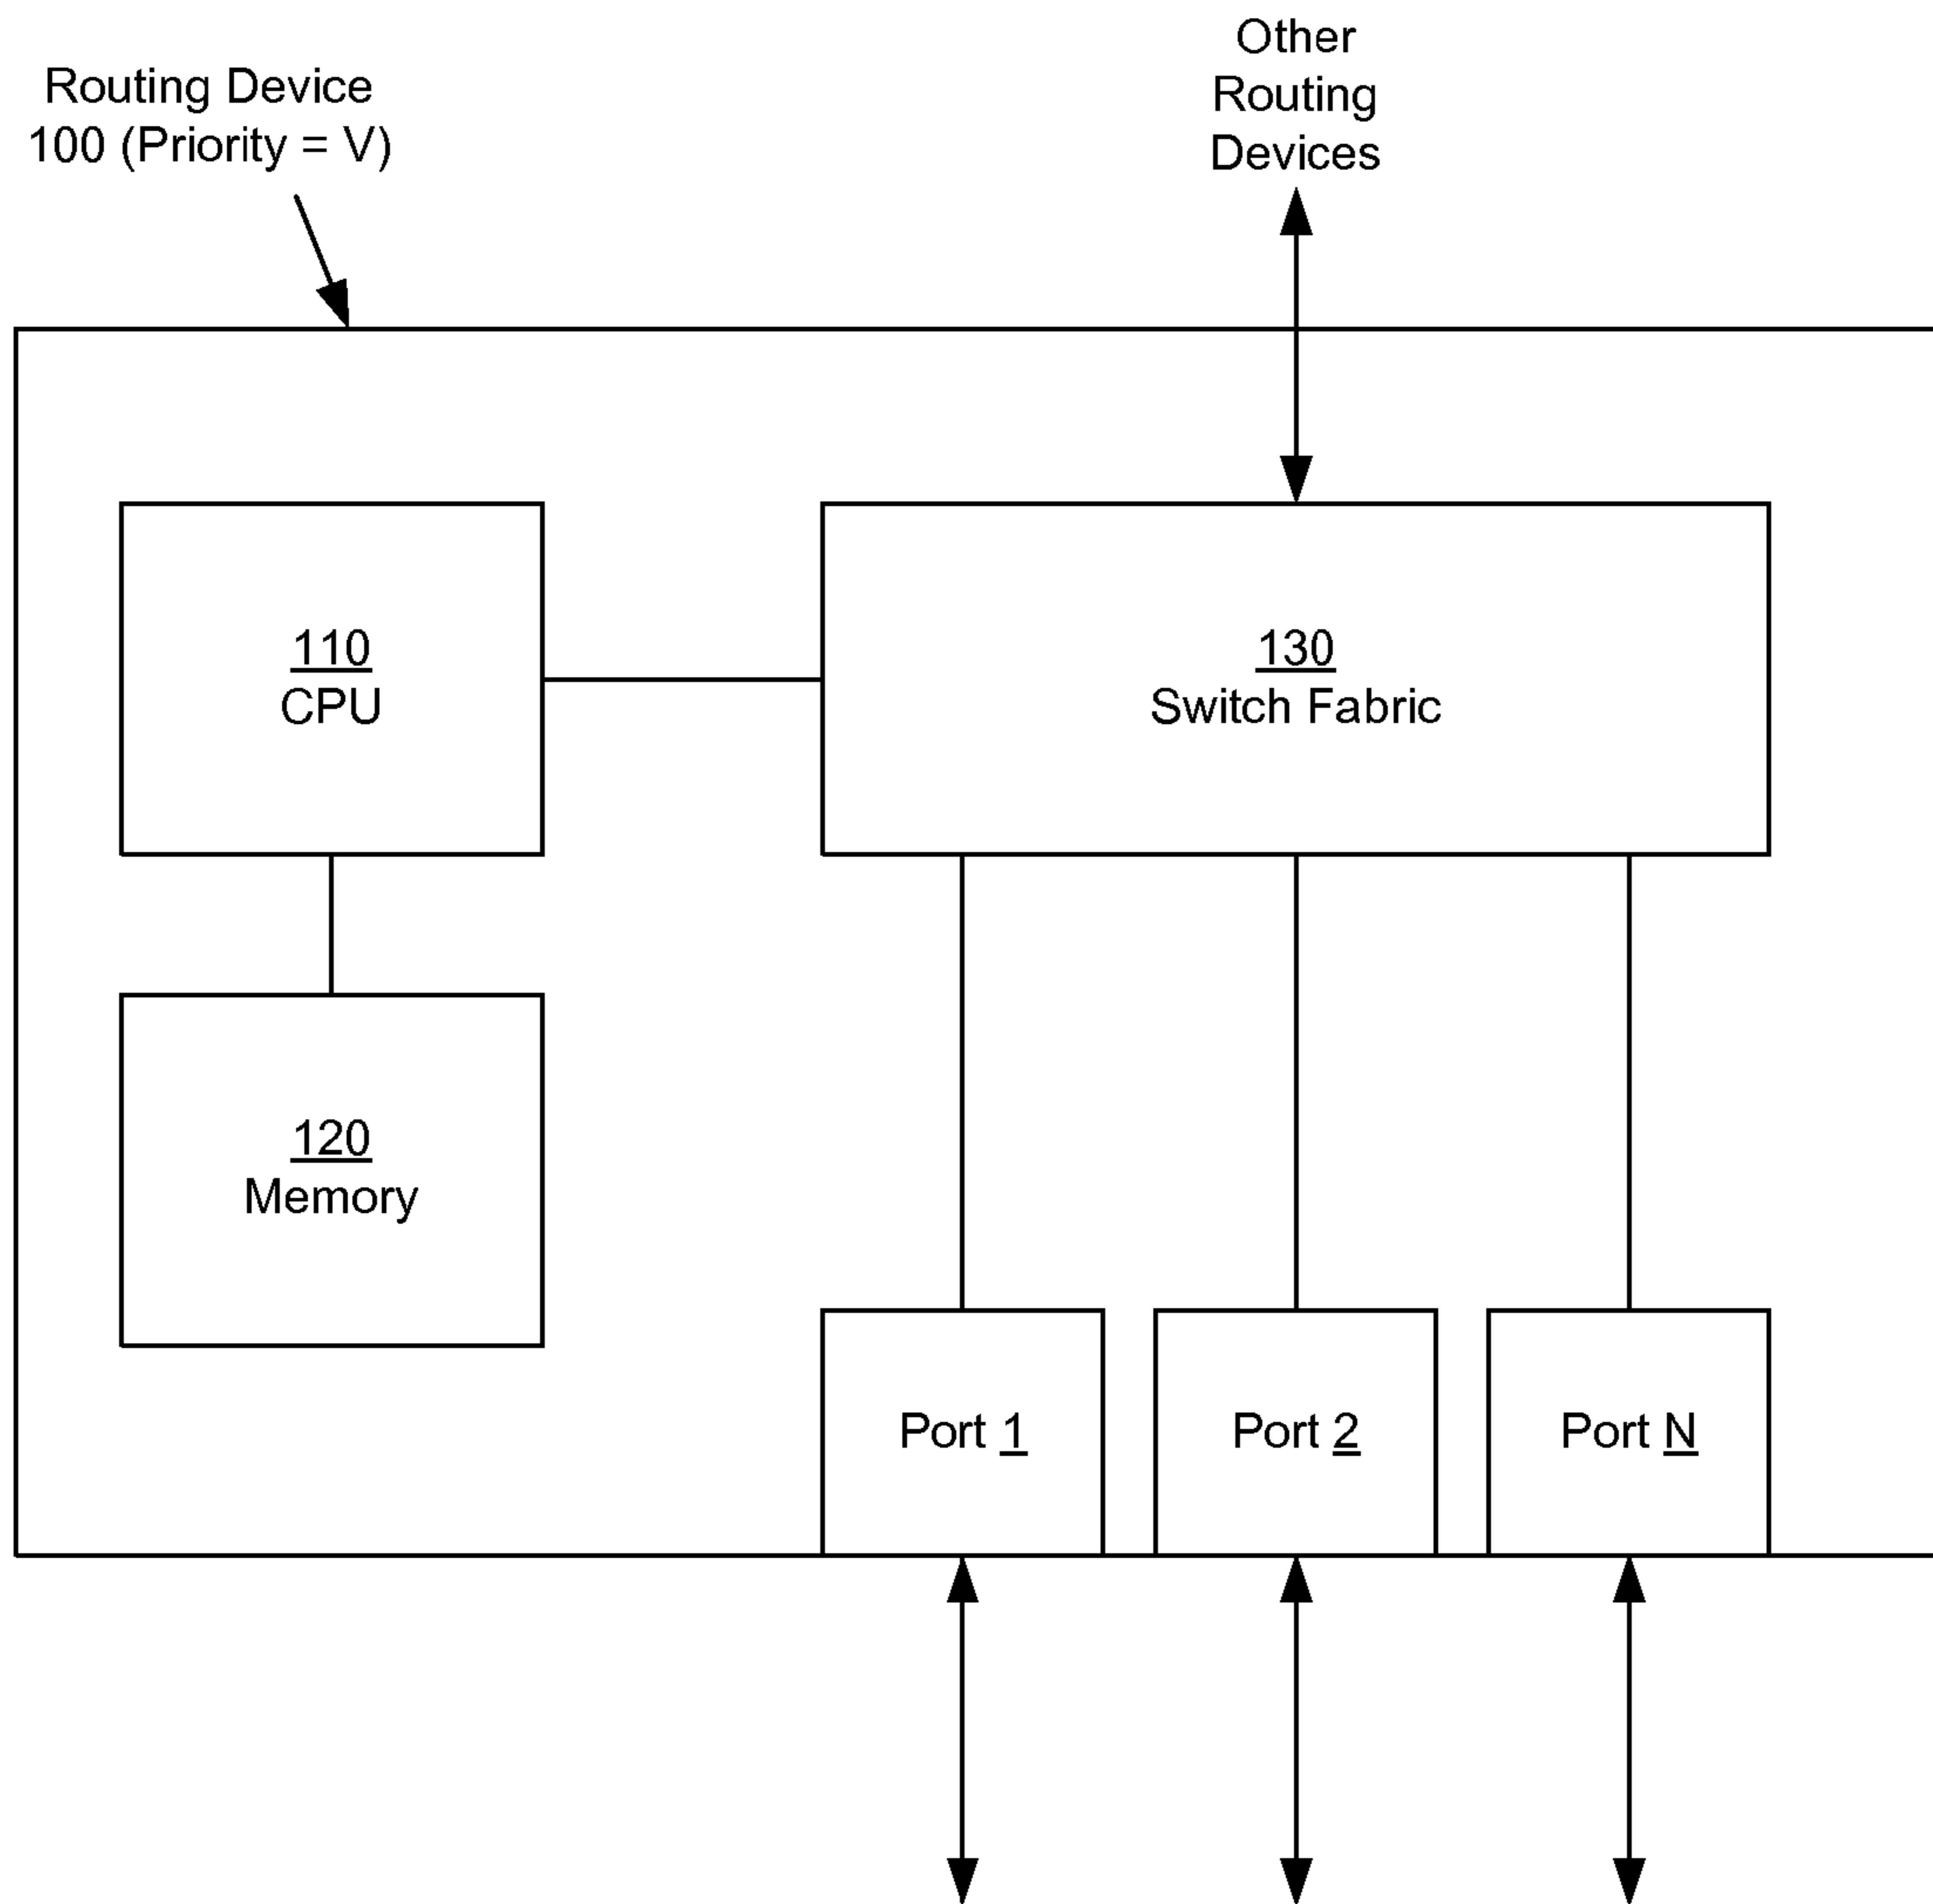 Routing Device
100 (Priority = V)
Other
Routing
Devices
110
CPU
130
Switch Fabric
120
Memory
Port 1
Port 2
Port N